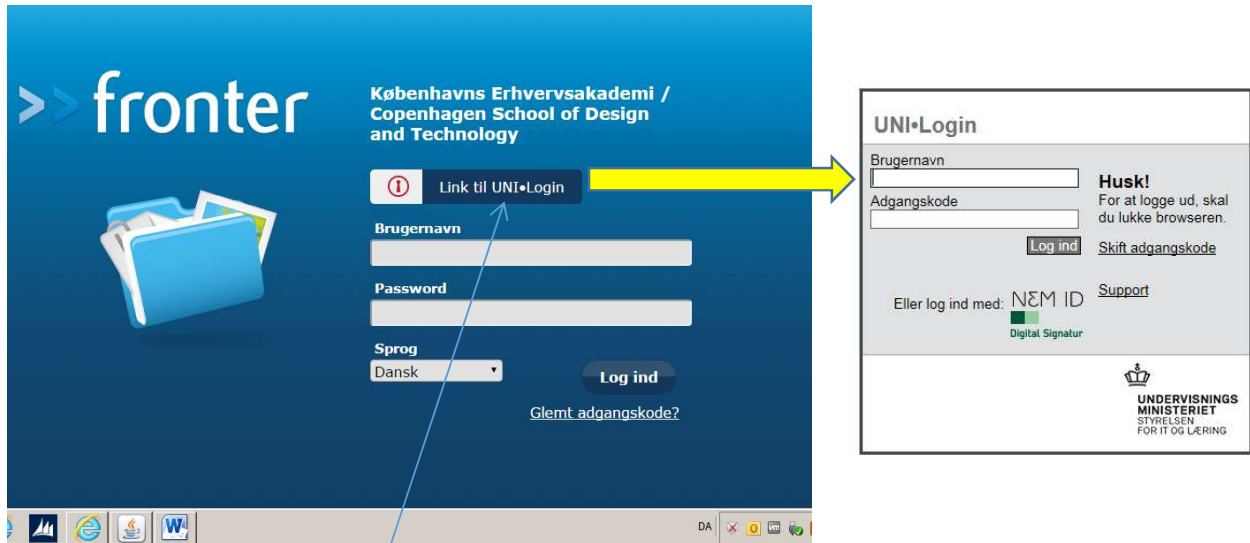 fronter
Københavns Erhvervsakademi /
Copenhagen School of Design
and Technology
Link til UNI•Login
Brugernavn
Password
Sprog
Dansk
Log ind
Glemt adgangskode?
DA
UNI•Login
Brugernavn
Adgangskode
Log ind
Husk!
For at logge ud, skal
du lukke browseren.
Skift adgangskode
Support
Eller log ind med: NEM ID
Digital Signatur
UNDERVISNINGS
MINISTERIET
STYRELSEN
FOR IT OG LÆRING